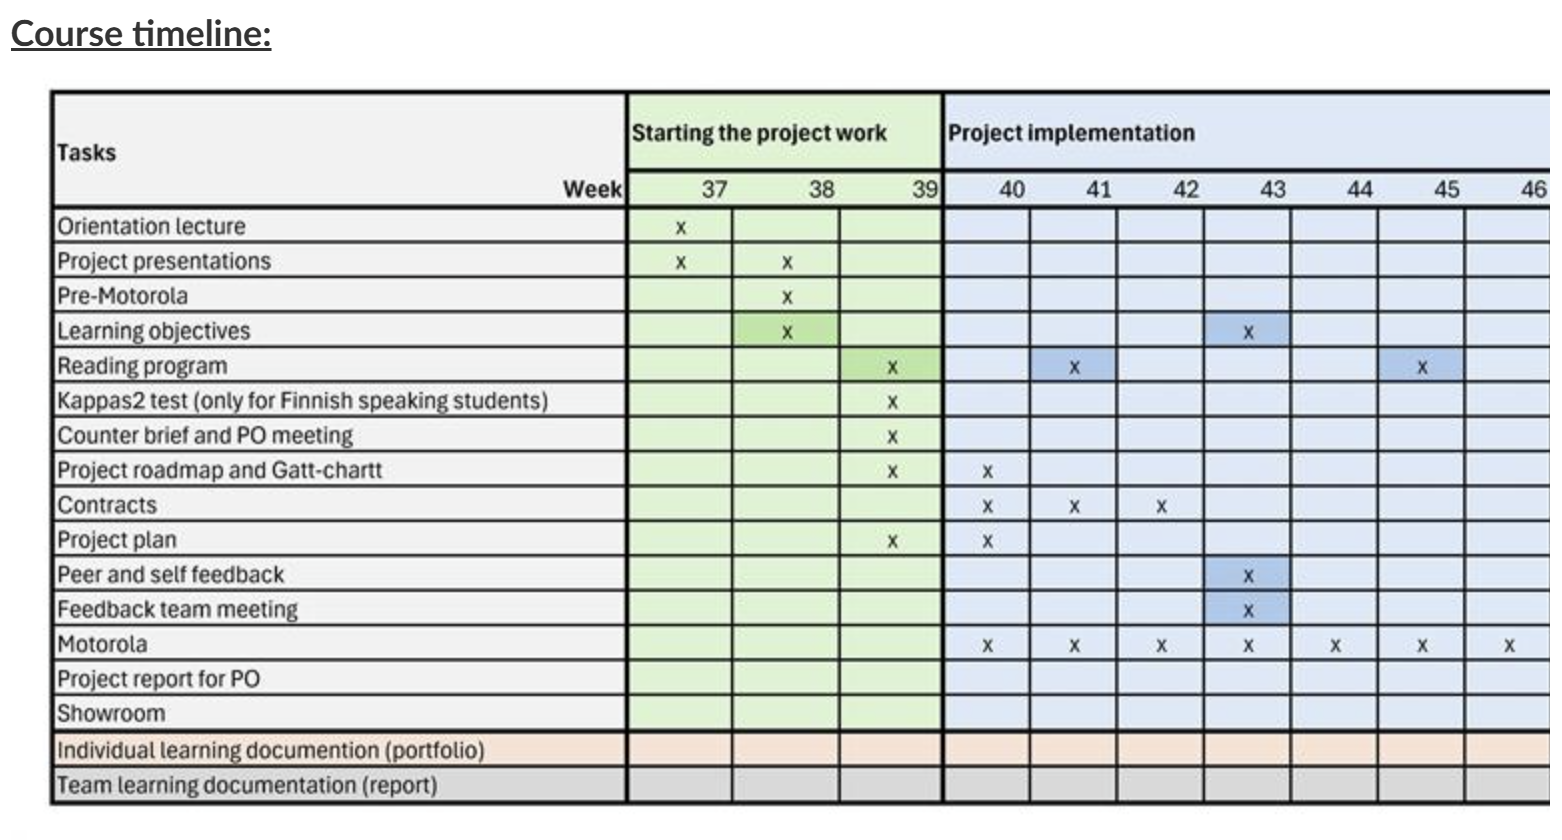 Course timeline:
Starting the project work Project implementation
Tasks
Week 37 38 39 40 41 42 43 44 45 46
Orientation lecture x
Project presentations x x
Pre-Motorola x
Learning objectives x x
Reading program x x x
Kappas2 test (only for Finnish speaking students) x
Counter brief and PO meeting x
Project roadmap and Gatt-chartt x x
Contracts x x x
Project plan x x
Peer and self feedback x
Feedback team meeting x
Motorola x x x x x x x
Project report for PO
Showroom
Individual learning documention (portfolio)
Team learning documentation (report)